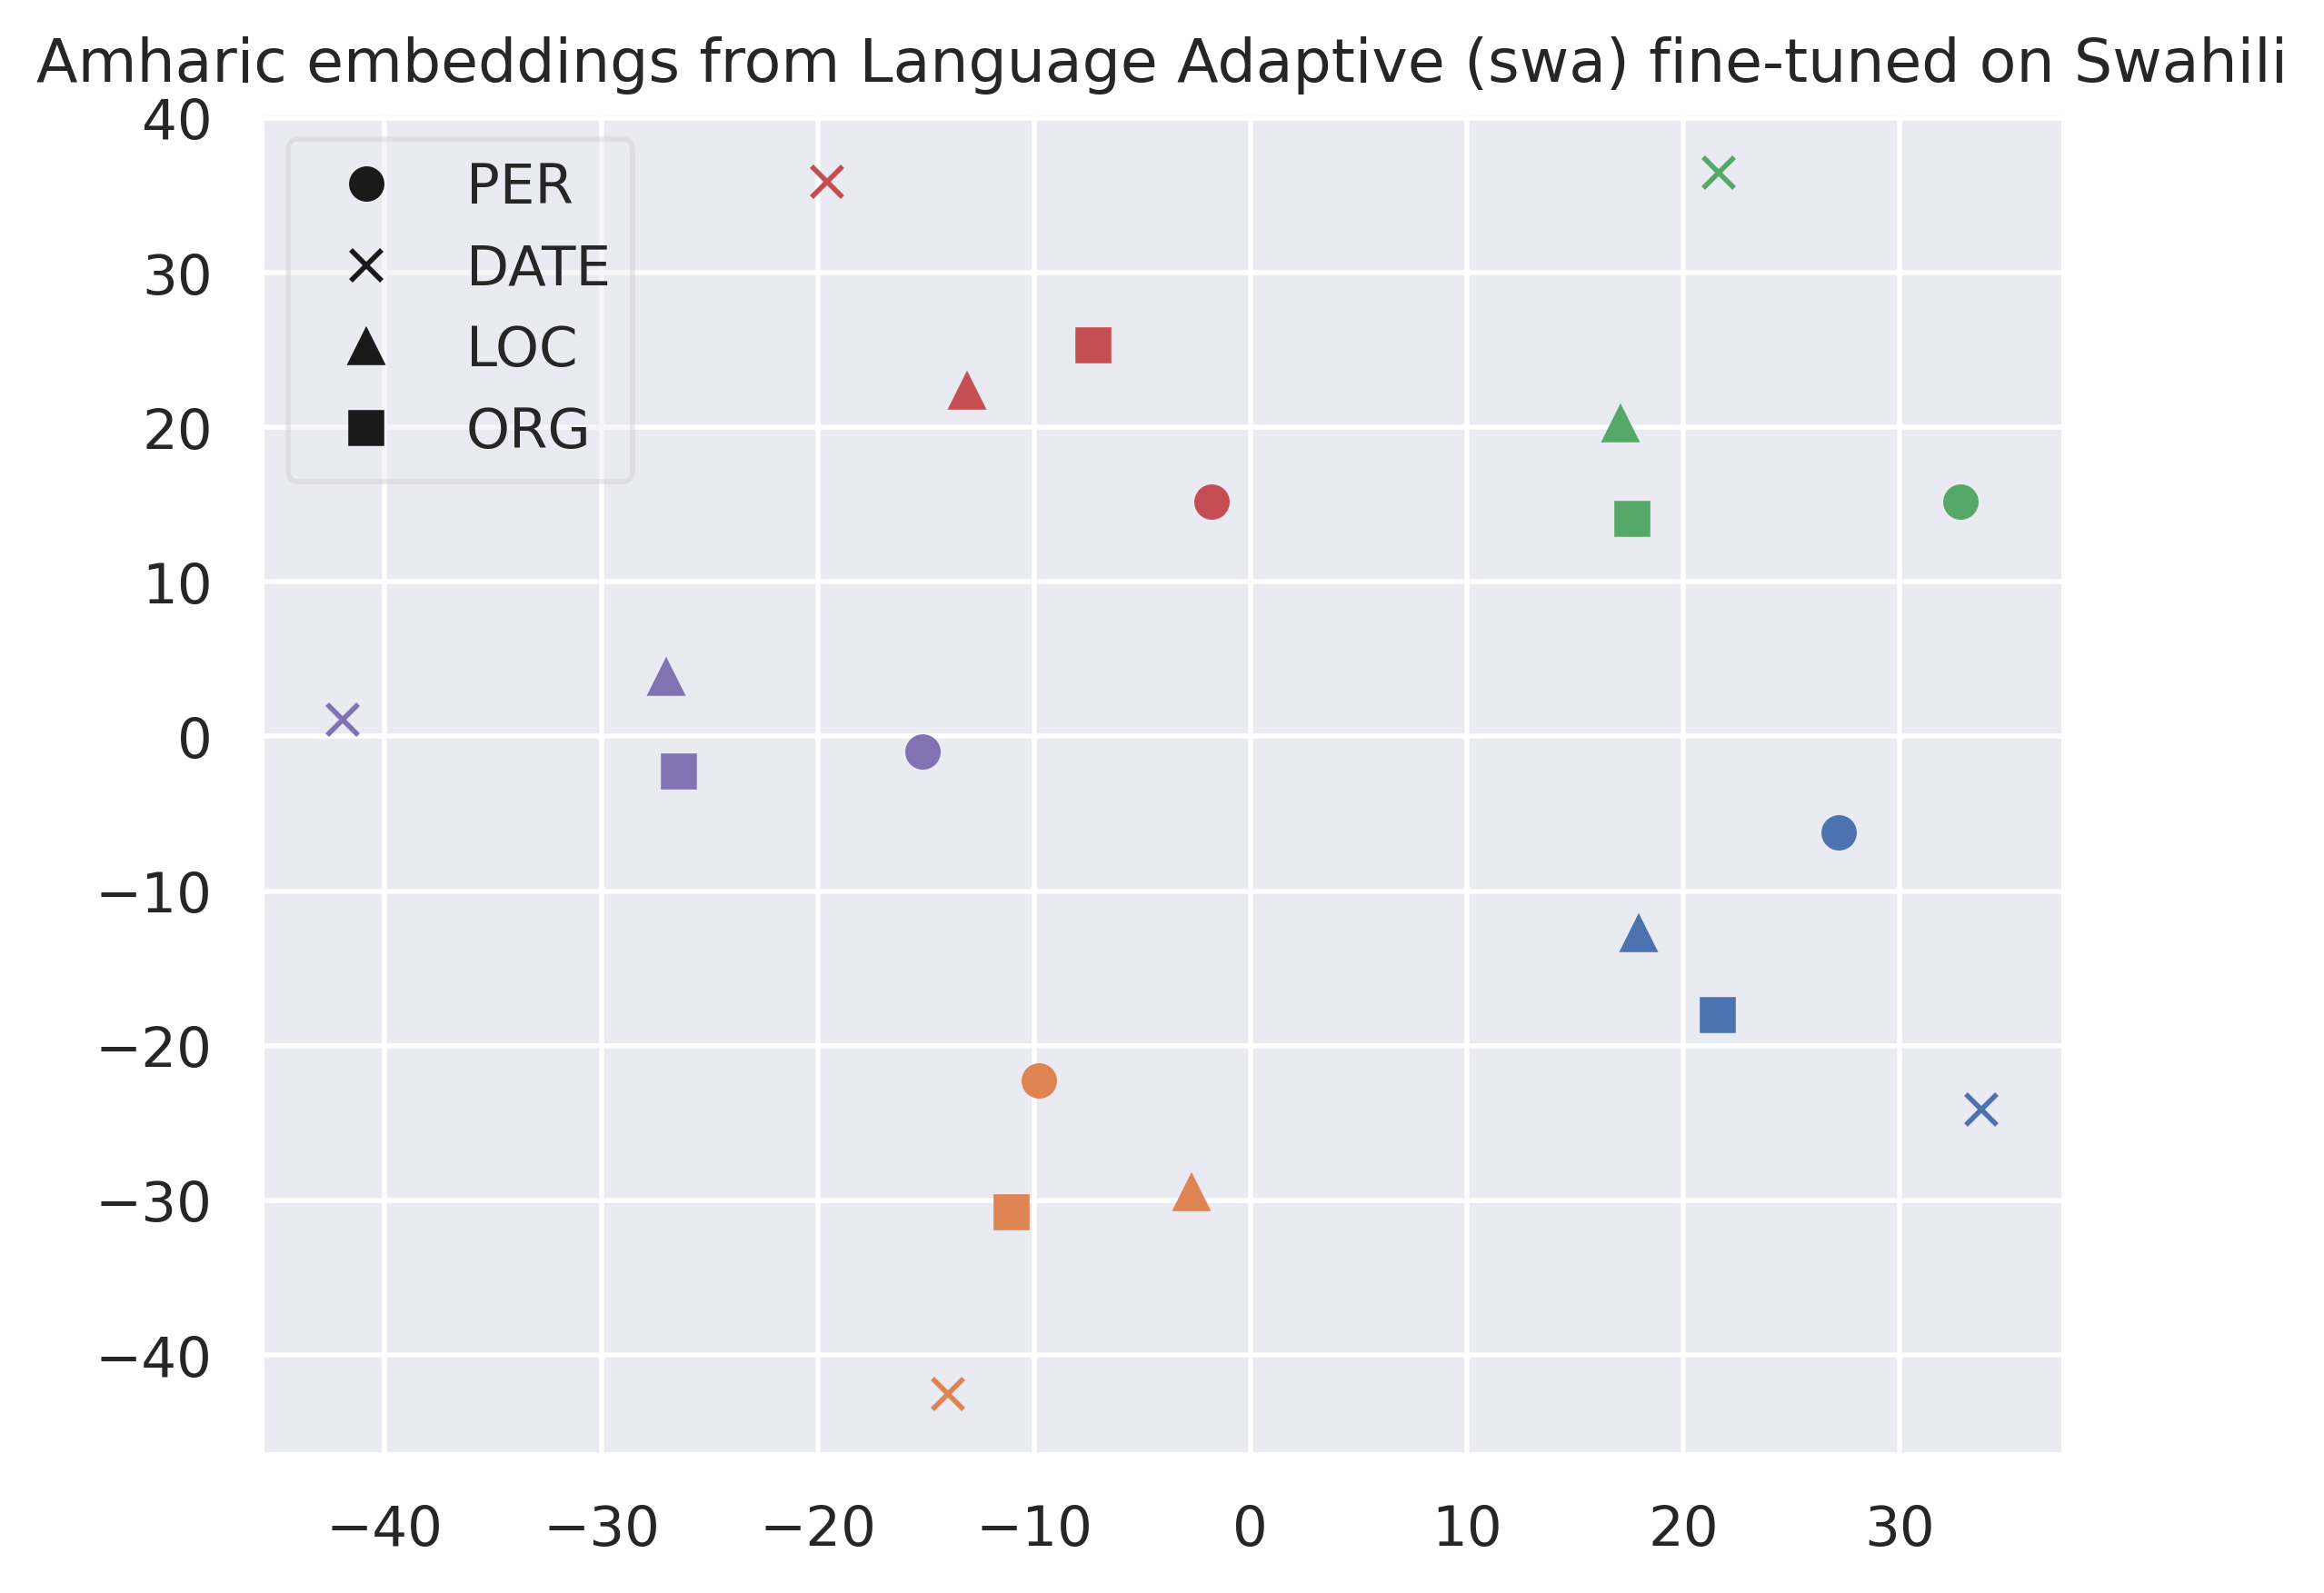 Amharic embeddings from Language Adaptive (swa) fine-tuned on Swahili
40
30
20
10
0
−10
−20
−30
−40
PER
DATE
LOC
ORG
−40 −30 −20 −10 0 10 20 30